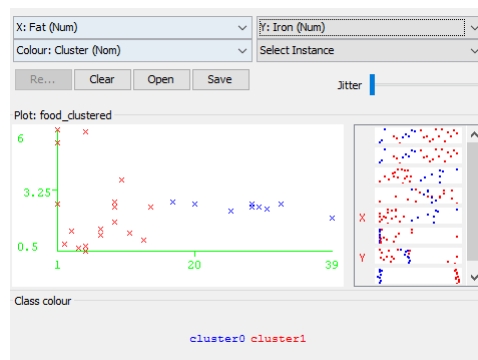 X: Fat (Num) Y: Iron (Num)
Colour: Cluster (Nom) Select Instance
Re... Clear Open Save Jitter
Plot: food_clustered
6
3.25
0.5
1 20 39
X
Y
Class colour
cluster0 cluster1